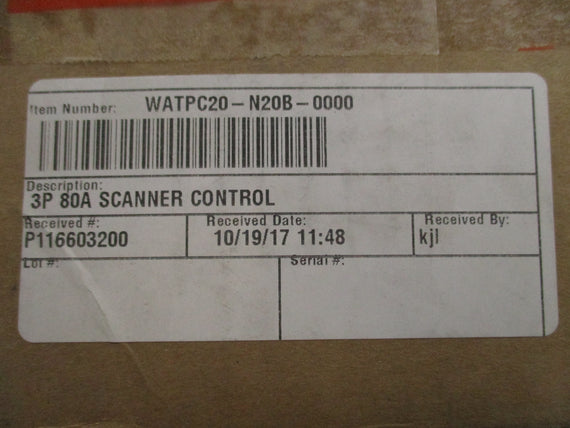 Item Number: WATPC20-N20B-0000
Description:
3P 80A SCANNER CONTROL
Received #: Received Date: Received By:
P116603200 10/19/17 11:48 kjl
Lot #: Serial #: